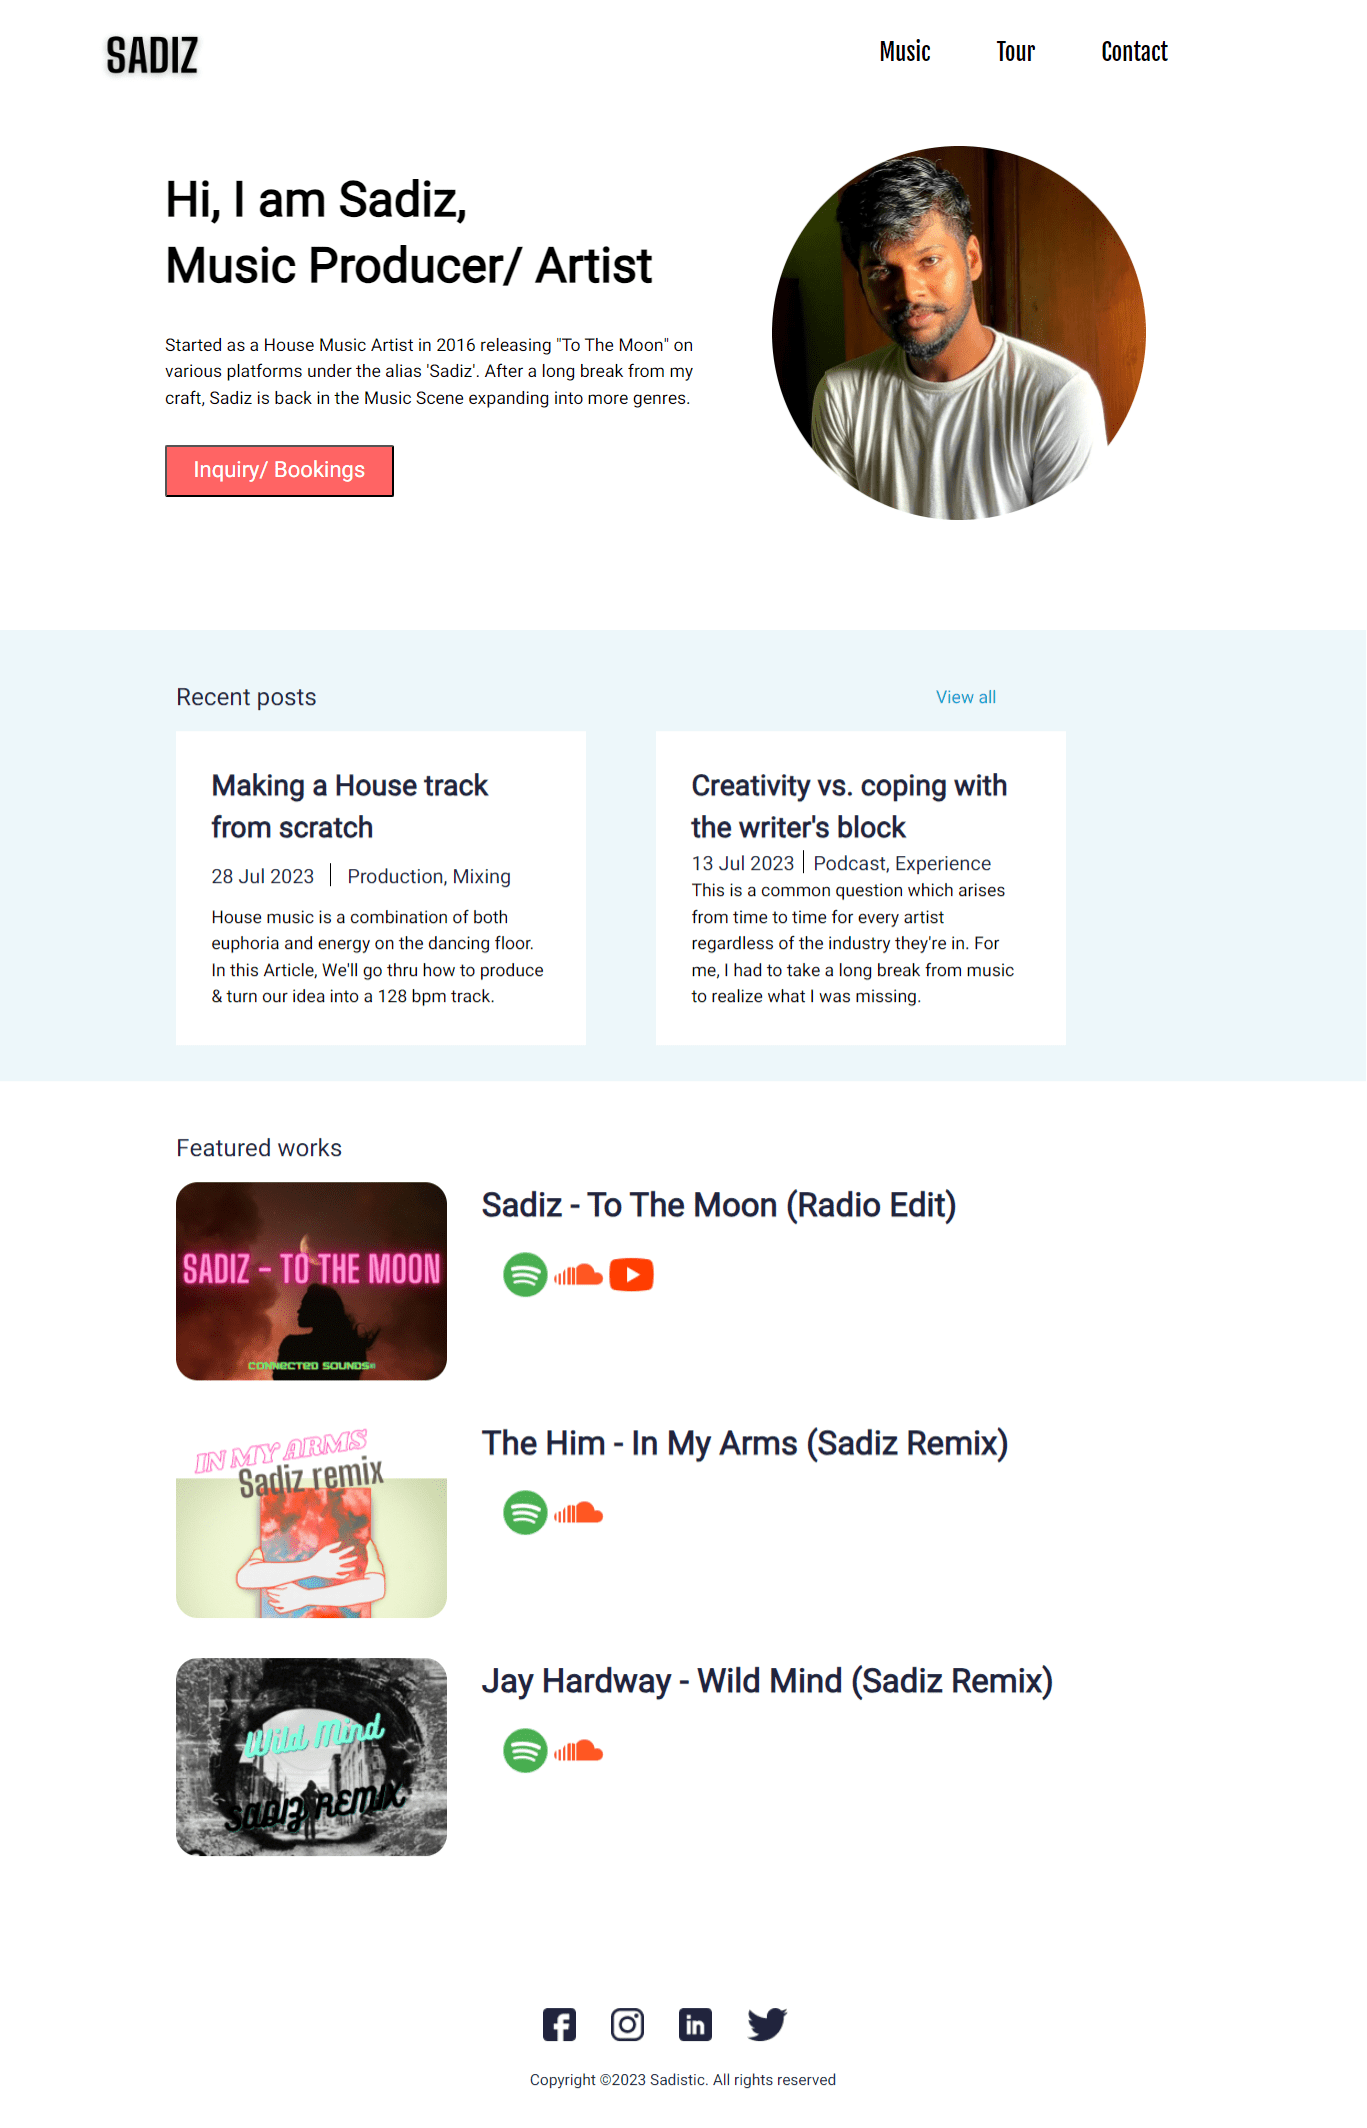 SADIZ
Music
Tour
Contact
Hi, I am Sadiz,
Music Producer/ Artist
Started as a House Music Artist in 2016 releasing "To The Moon" on
various platforms under the alias 'Sadiz'. After a long break from my
craft, Sadiz is back in the Music Scene expanding into more genres.
Inquiry/ Bookings
Recent posts
View all
Making a House track
from scratch
28 Jul 2023 | Production, Mixing
House music is a combination of both
euphoria and energy on the dancing floor.
In this Article, We'll go thru how to produce
& turn our idea into a 128 bpm track.
Creativity vs. coping with
the writer's block
13 Jul 2023 | Podcast, Experience
This is a common question which arises
from time to time for every artist
regardless of the industry they're in. For
me, I had to take a long break from music
to realize what I was missing.
Featured works
SADIZ - TO THE MOON
CONNECTED SOUNDS
Sadiz - To The Moon (Radio Edit)
IN MY ARMS
Sadiz remix
The Him - In My Arms (Sadiz Remix)
Wild Mind
SADIZ REMIX
Jay Hardway - Wild Mind (Sadiz Remix)
Copyright ©2023 Sadistic. All rights reserved